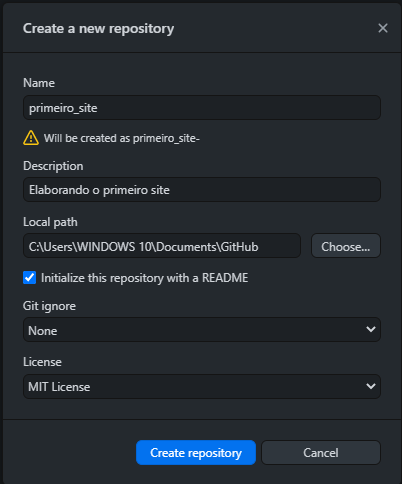 Create a new repository
Name
primeiro_site
Will be created as primeiro_site-
Description
Elaborando o primeiro site
Local path
C:\Users\WINDOWS 10\Documents\GitHub
Choose...
Initialize this repository with a README
Git ignore
None
License
MIT License
Create repository
Cancel